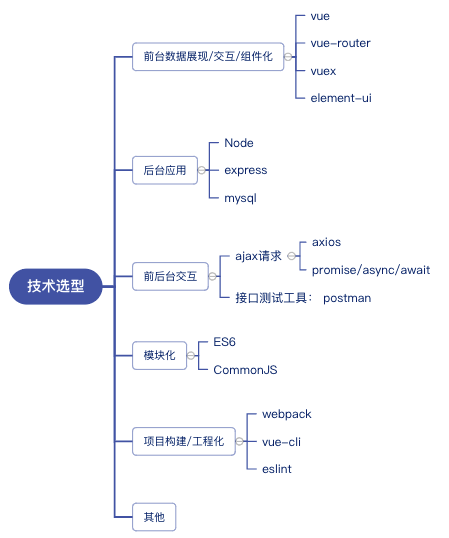 技术选型
前台数据展现/交互/组件化
vue
vue-router
vuex
element-ui
后台应用
Node
express
mysql
前后台交互
ajax请求
axios
promise/async/await
接口测试工具： postman
模块化
ES6
CommonJS
项目构建/工程化
webpack
vue-cli
eslint
其他